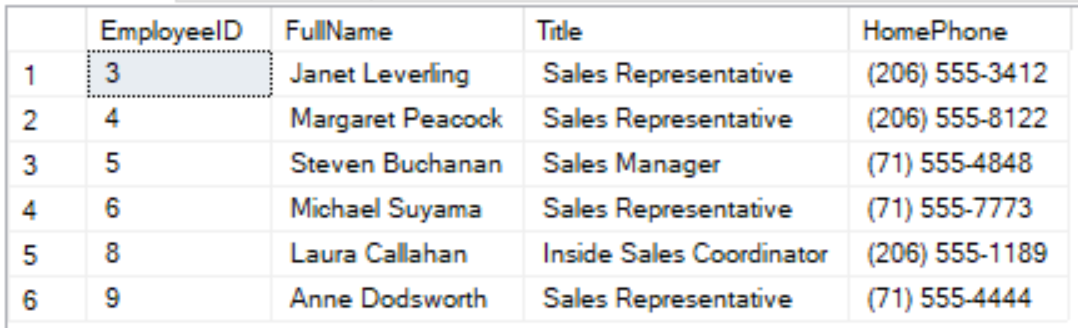 EmployeeID FullName Title HomePhone
1 3 Janet Leverling Sales Representative (206) 555-3412
2 4 Margaret Peacock Sales Representative (206) 555-8122
3 5 Steven Buchanan Sales Manager (71) 555-4848
4 6 Michael Suyama Sales Representative (71) 555-7773
5 8 Laura Callahan Inside Sales Coordinator (206) 555-1189
6 9 Anne Dodsworth Sales Representative (71) 555-4444